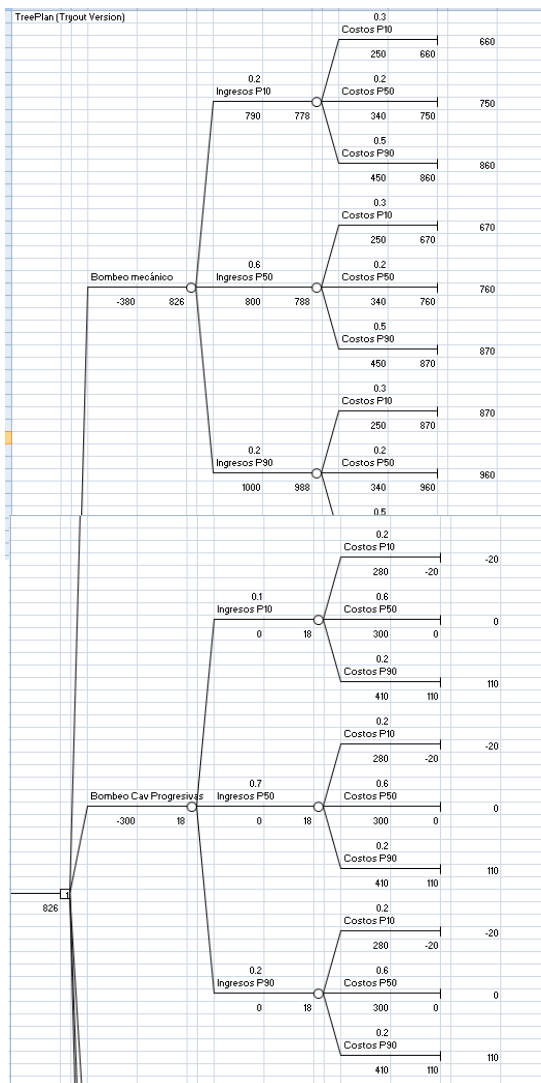 TreePlan (Tryout Version)
0.3
Costos P10
660
250 660
0.2
0.2
Ingresos P10
Costos P50
750
790 778
340 750
0.5
Costos P90
860
450 860
0.3
Costos P10
670
250 670
0.6
0.2
Bombeo mecánico
Ingresos P50
Costos P50
760
-380 826
800 788
340 760
0.5
Costos P90
870
450 870
0.3
Costos P10
870
250 870
0.2
0.2
Ingresos P90
Costos P50
960
1000 988
340 960
0.5
0.2
Costos P10
-20
280 -20
0.1
0.6
Ingresos P10
Costos P50
0
0 18
300 0
0.2
Costos P90
110
410 110
0.2
Costos P10
-20
280 -20
0.7
0.6
Bombeo Cav Progresivas
Ingresos P50
Costos P50
0
-300 18
0 18
300 0
0.2
Costos P90
110
410 110
1
826
0.2
Costos P10
-20
280 -20
0.2
0.6
Ingresos P90
Costos P50
0
0 18
300 0
0.2
Costos P90
110
410 110